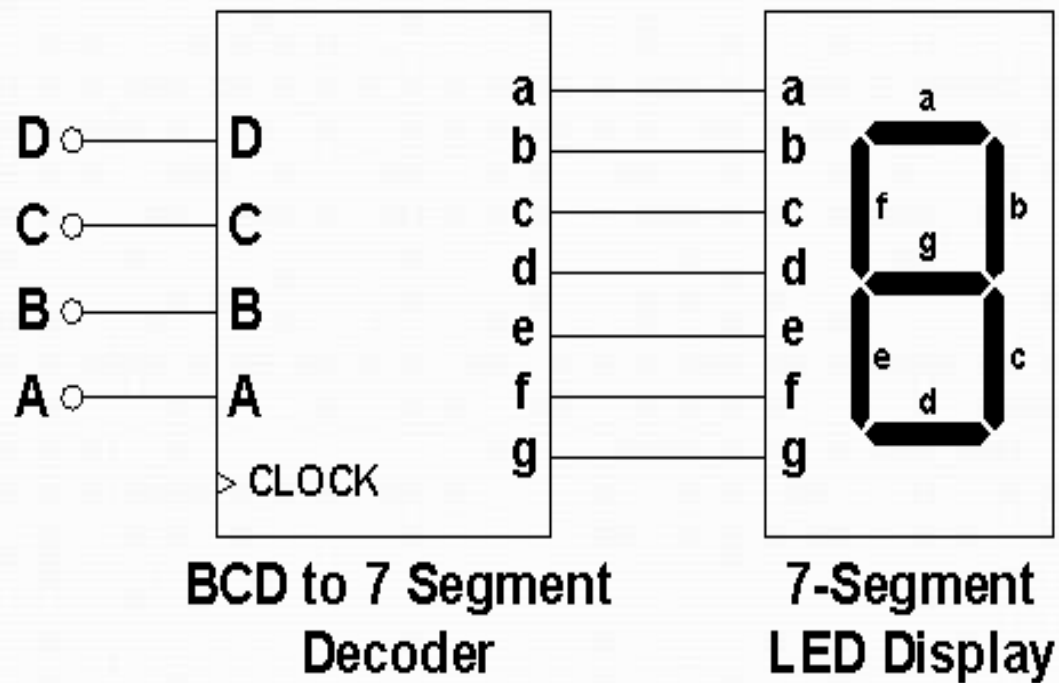 D
C
B
A
D
C
B
A
CLOCK
a
b
c
d
e
f
g
a
b
c
d
e
f
g
a
f
b
g
e
c
d
BCD to 7 Segment
Decoder
7-Segment
LED Display